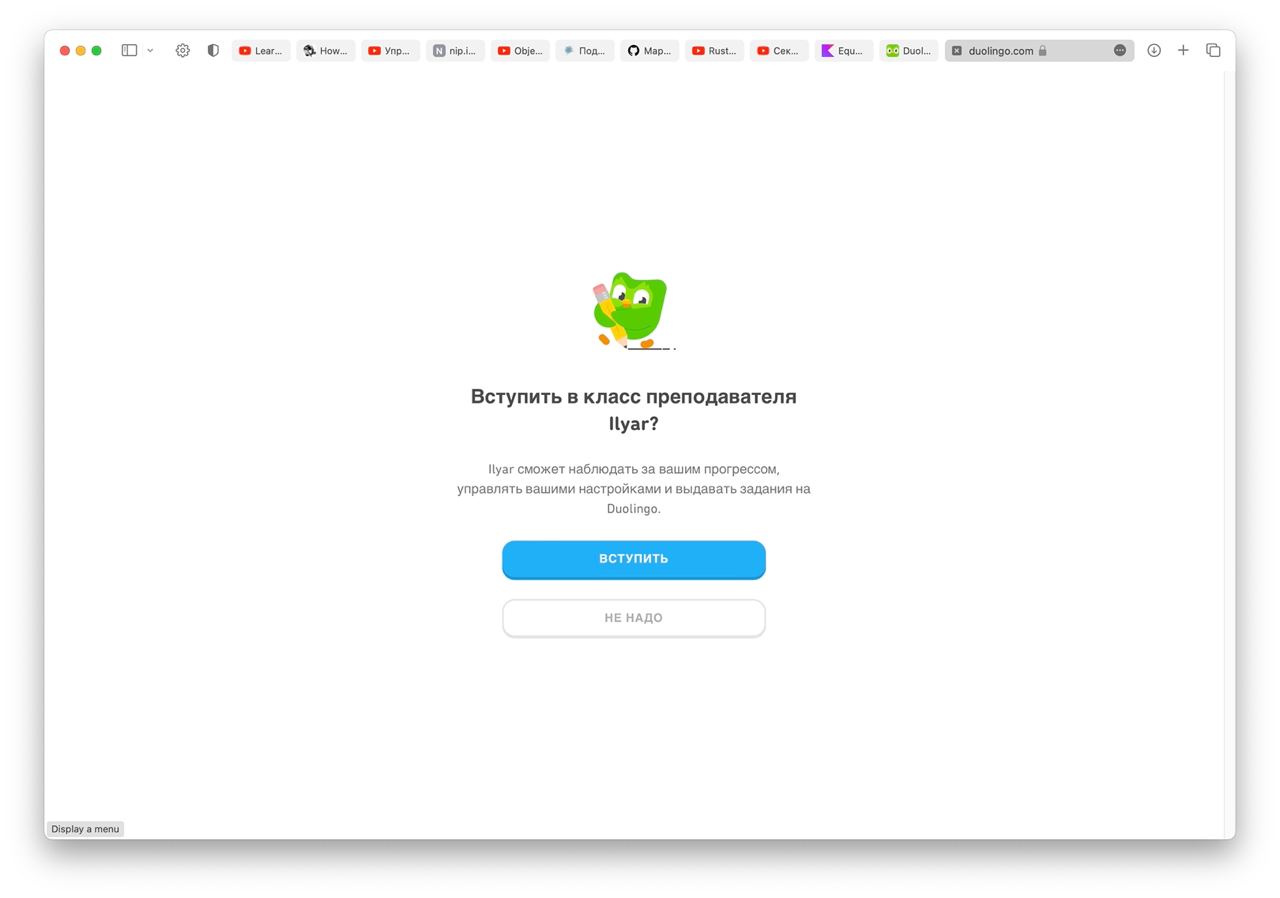 Lear... How... Упр... nip.i... Obje... Под... Map... Rust... Сек... Equ... Duol... duolingo.com
Вступить в класс преподавателя
Ilyar?
Ilyar сможет наблюдать за вашим прогрессом,
управлять вашими настройками и выдавать задания на
Duolingo.
ВСТУПИТЬ
НЕ НАДО
Display a menu